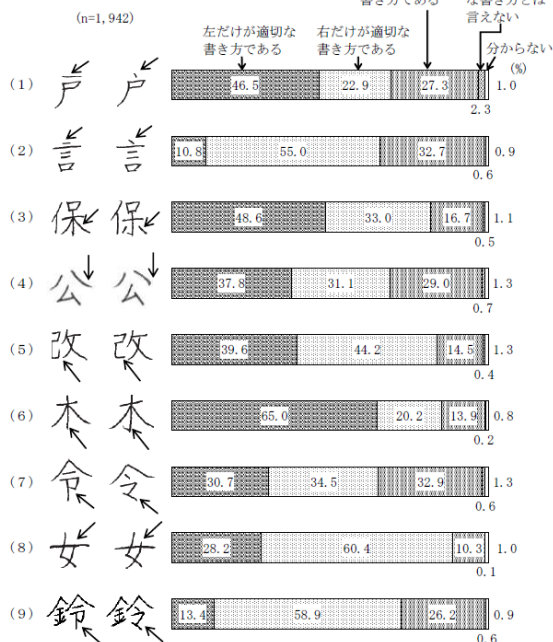 書き方である
言えない
(n=1,942)
左だけが適切な
書き方である
右だけが適切な
書き方である
分からない
(%)
(1) 戸 戸 46.5 22.9 27.3 2.3 1.0
(2) 言 言 10.8 55.0 32.7 0.6 0.9
(3) 保 保 48.6 33.0 16.7 0.5 1.1
(4) 公 公 37.8 31.1 29.0 0.7 1.3
(5) 改 改 39.6 44.2 14.5 0.4 1.3
(6) 木 木 65.0 20.2 13.9 0.2 0.8
(7) 令 令 30.7 34.5 32.9 0.6 1.3
(8) 女 女 28.2 60.4 10.3 0.1 1.0
(9) 鈴 鈴 13.4 58.9 26.2 0.6 0.9